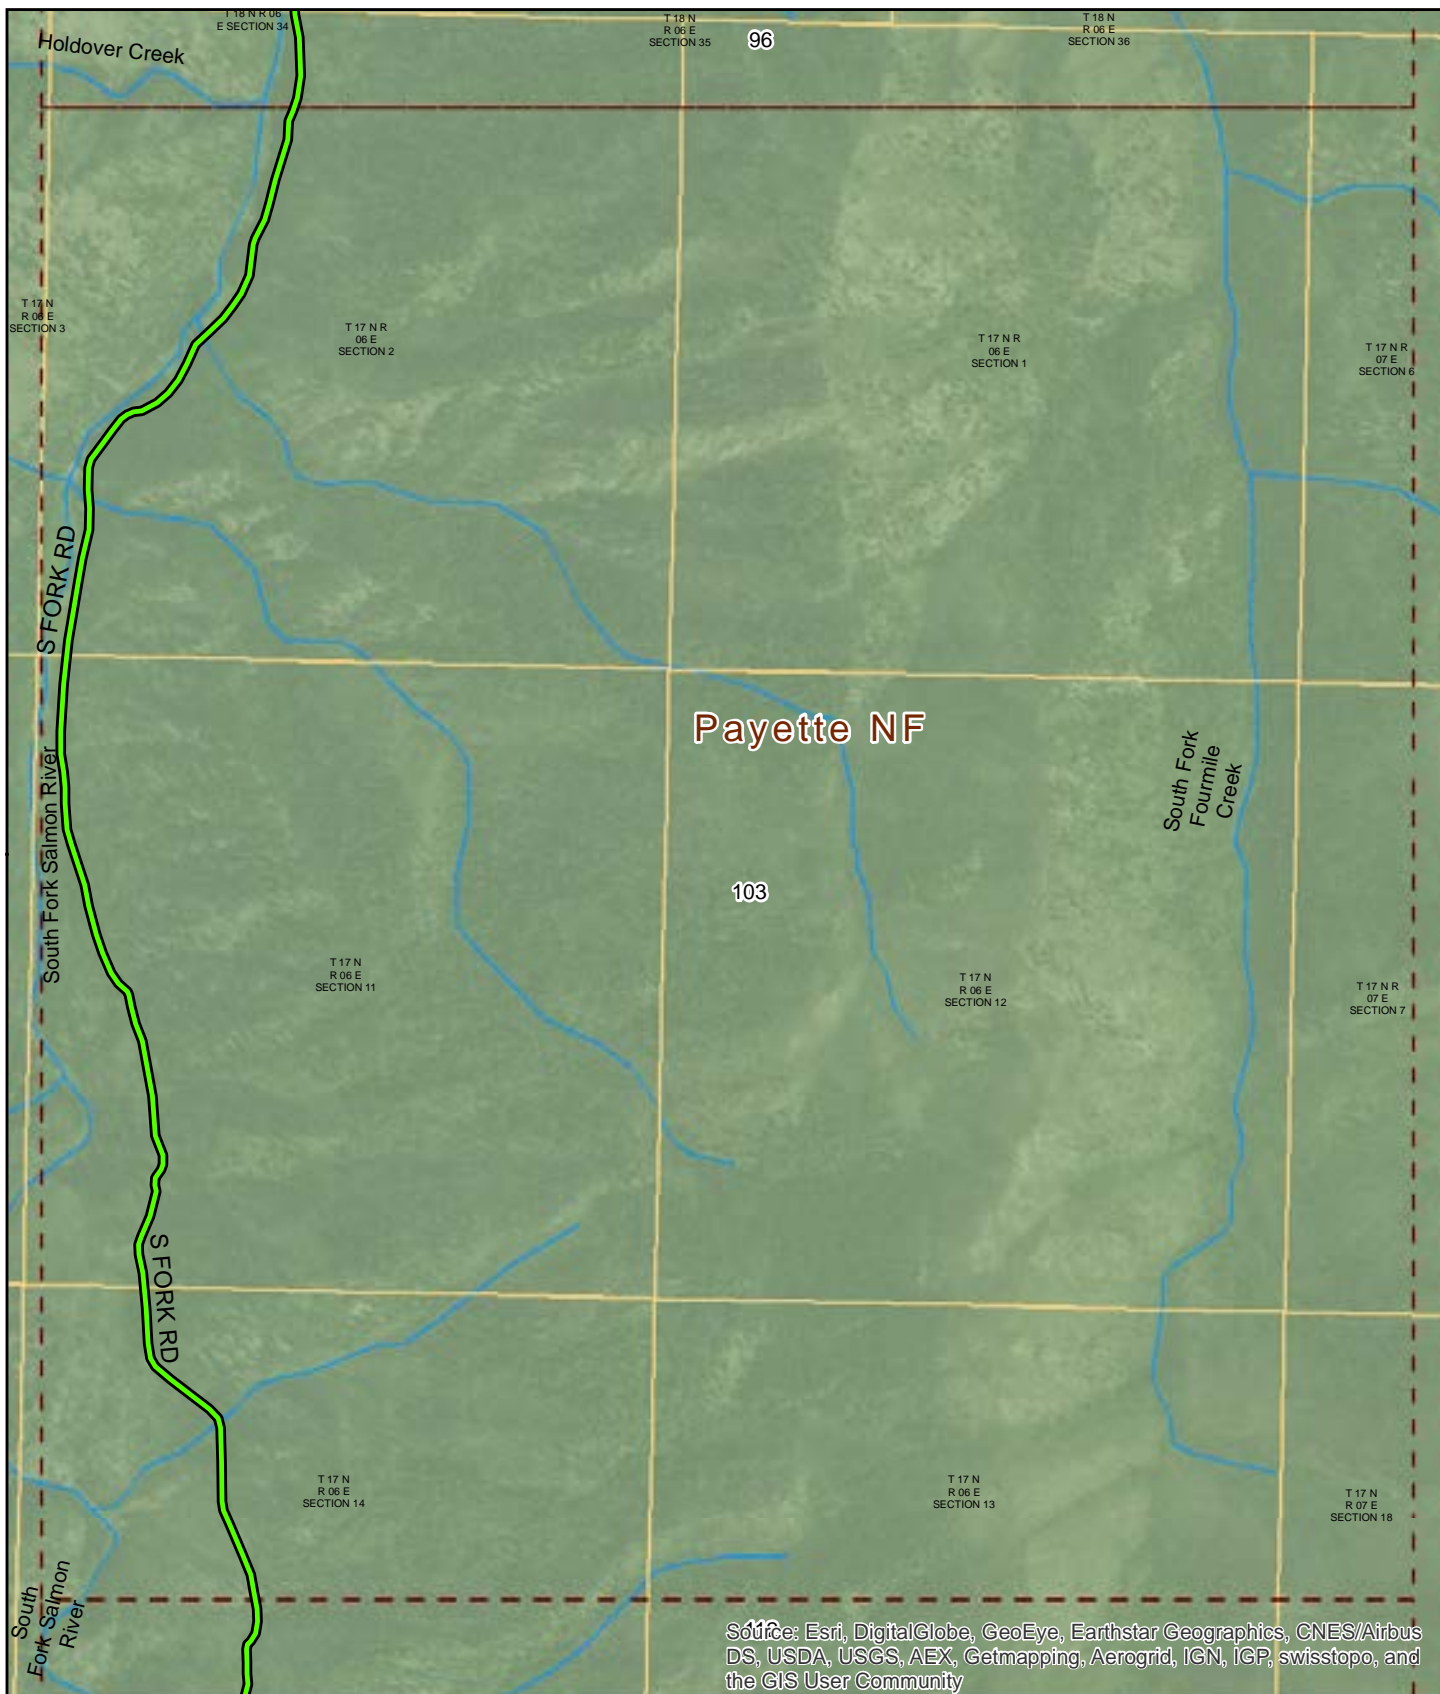 T 18 N R 06
E SECTION 34
T 18 N
R 06 E
SECTION 35
96
T 18 N
R 06 E
SECTION 36
Holdover Creek
T 17 N
R 06 E
SECTION 3
T 17 N R
06 E
SECTION 2
T 17 N R
06 E
SECTION 1
T 17 N R
07 E
SECTION 6
S FORK RD
Payette NF
South Fork
Fourmile
Creek
South Fork Salmon River
103
T 17 N
R 06 E
SECTION 11
T 17 N
R 06 E
SECTION 12
T 17 N R
07 E
SECTION 7
S FORK RD
T 17 N
R 06 E
SECTION 14
T 17 N
R 06 E
SECTION 13
T 17 N
R 07 E
SECTION 18
South
Fork Salmon
River
Source: Esri, DigitalGlobe, GeoEye, Earthstar Geographics, CNES/Airbus
DS, USDA, USGS, AEX, Getmapping, Aerogrid, IGN, IGP, swisstopo, and
the GIS User Community